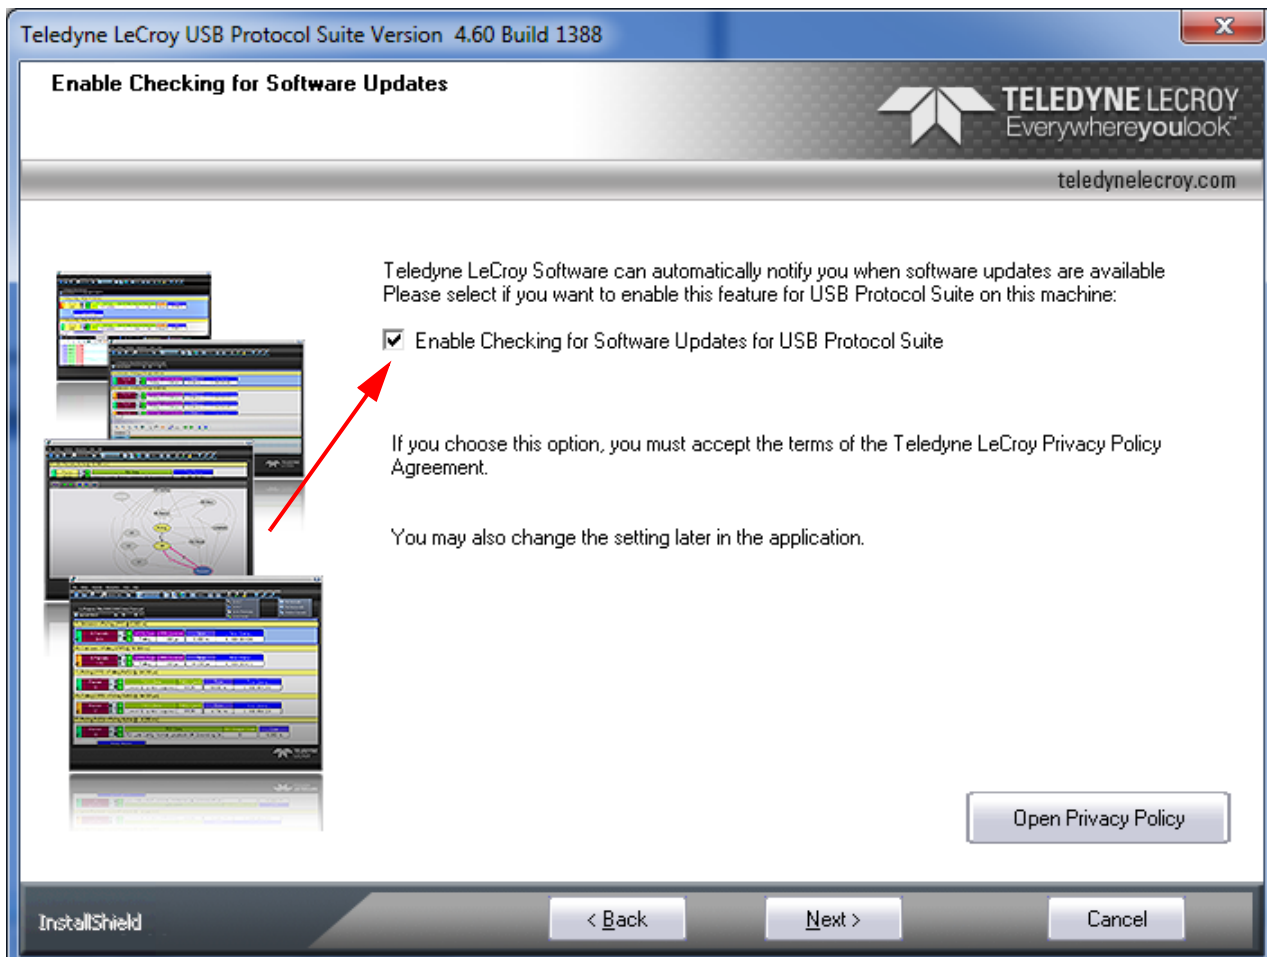 Teledyne LeCroy USB Protocol Suite Version 4.60 Build 1388
Enable Checking for Software Updates
TELEDYNE LECROY
Everywhereyoulook™
teledynelecroy.com
Teledyne LeCroy Software can automatically notify you when software updates are available
Please select if you want to enable this feature for USB Protocol Suite on this machine:
Enable Checking for Software Updates for USB Protocol Suite
If you choose this option, you must accept the terms of the Teledyne LeCroy Privacy Policy
Agreement.
You may also change the setting later in the application.
Open Privacy Policy
InstallShield
< Back
Next >
Cancel